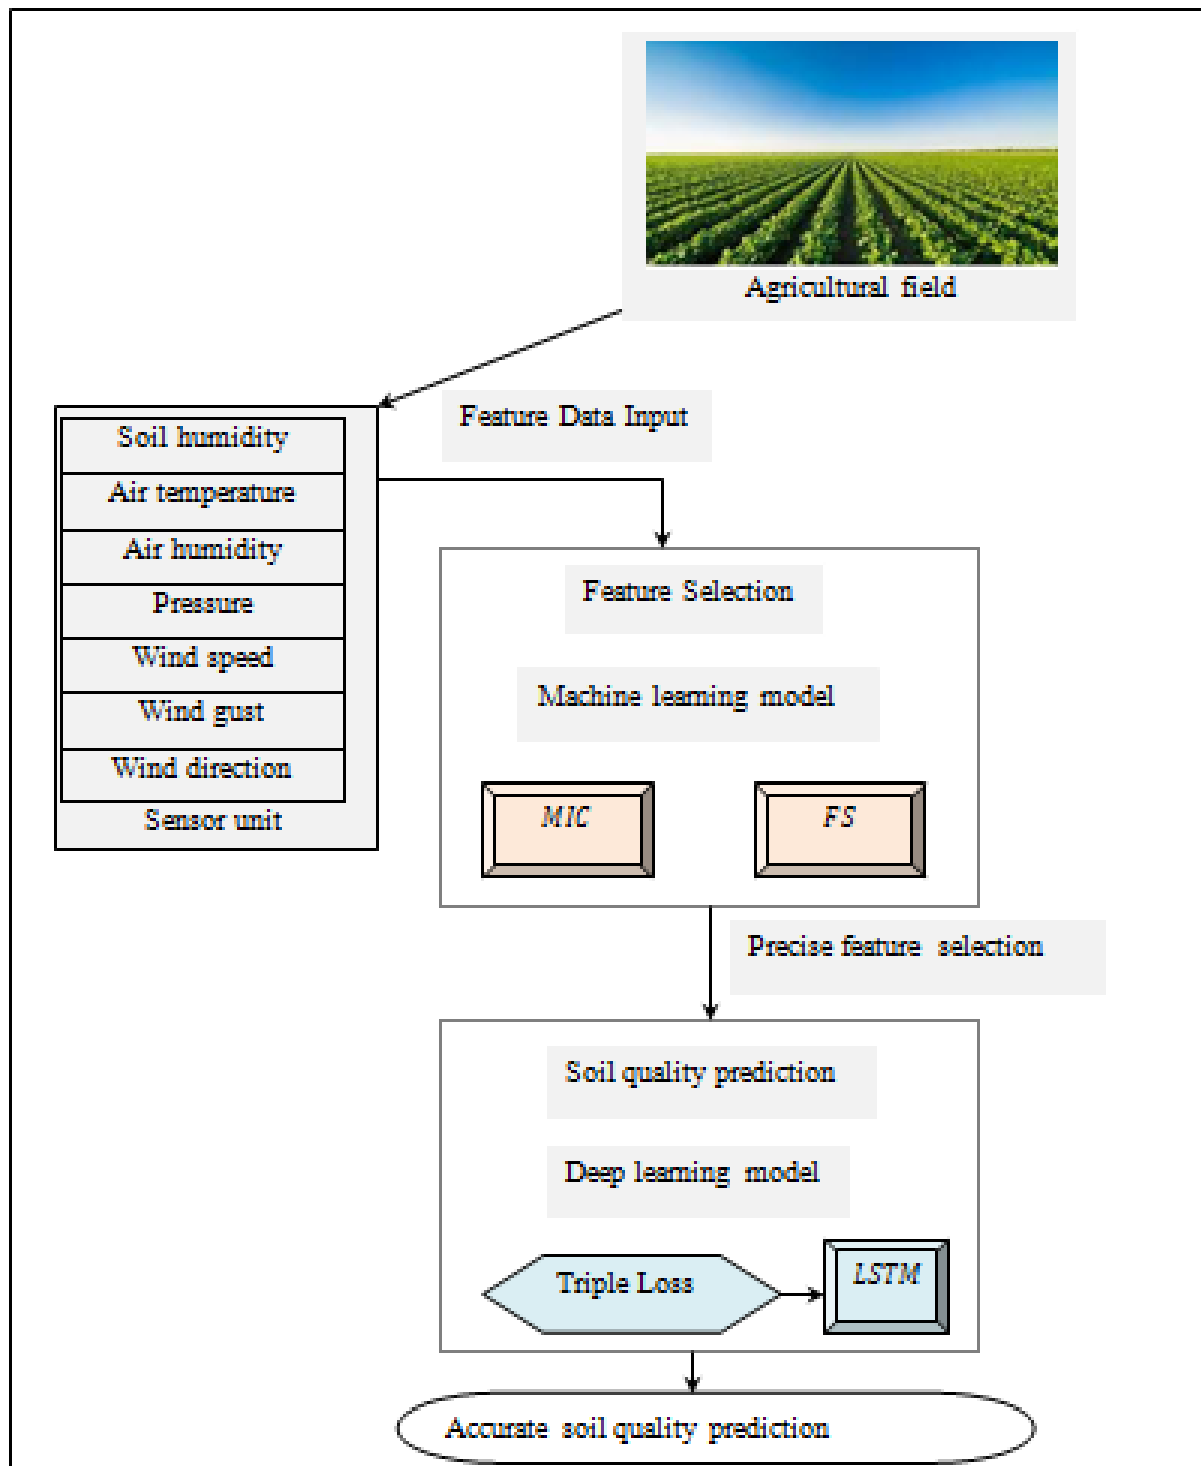 Agricultural field
Feature Data Input
Soil humidity
Air temperature
Air humidity
Pressure
Wind speed
Wind gust
Wind direction
Sensor unit
Feature Selection
Machine learning model
MIC
FS
Precise feature selection
Soil quality prediction
Deep learning model
Triple Loss
LSTM
Accurate soil quality prediction